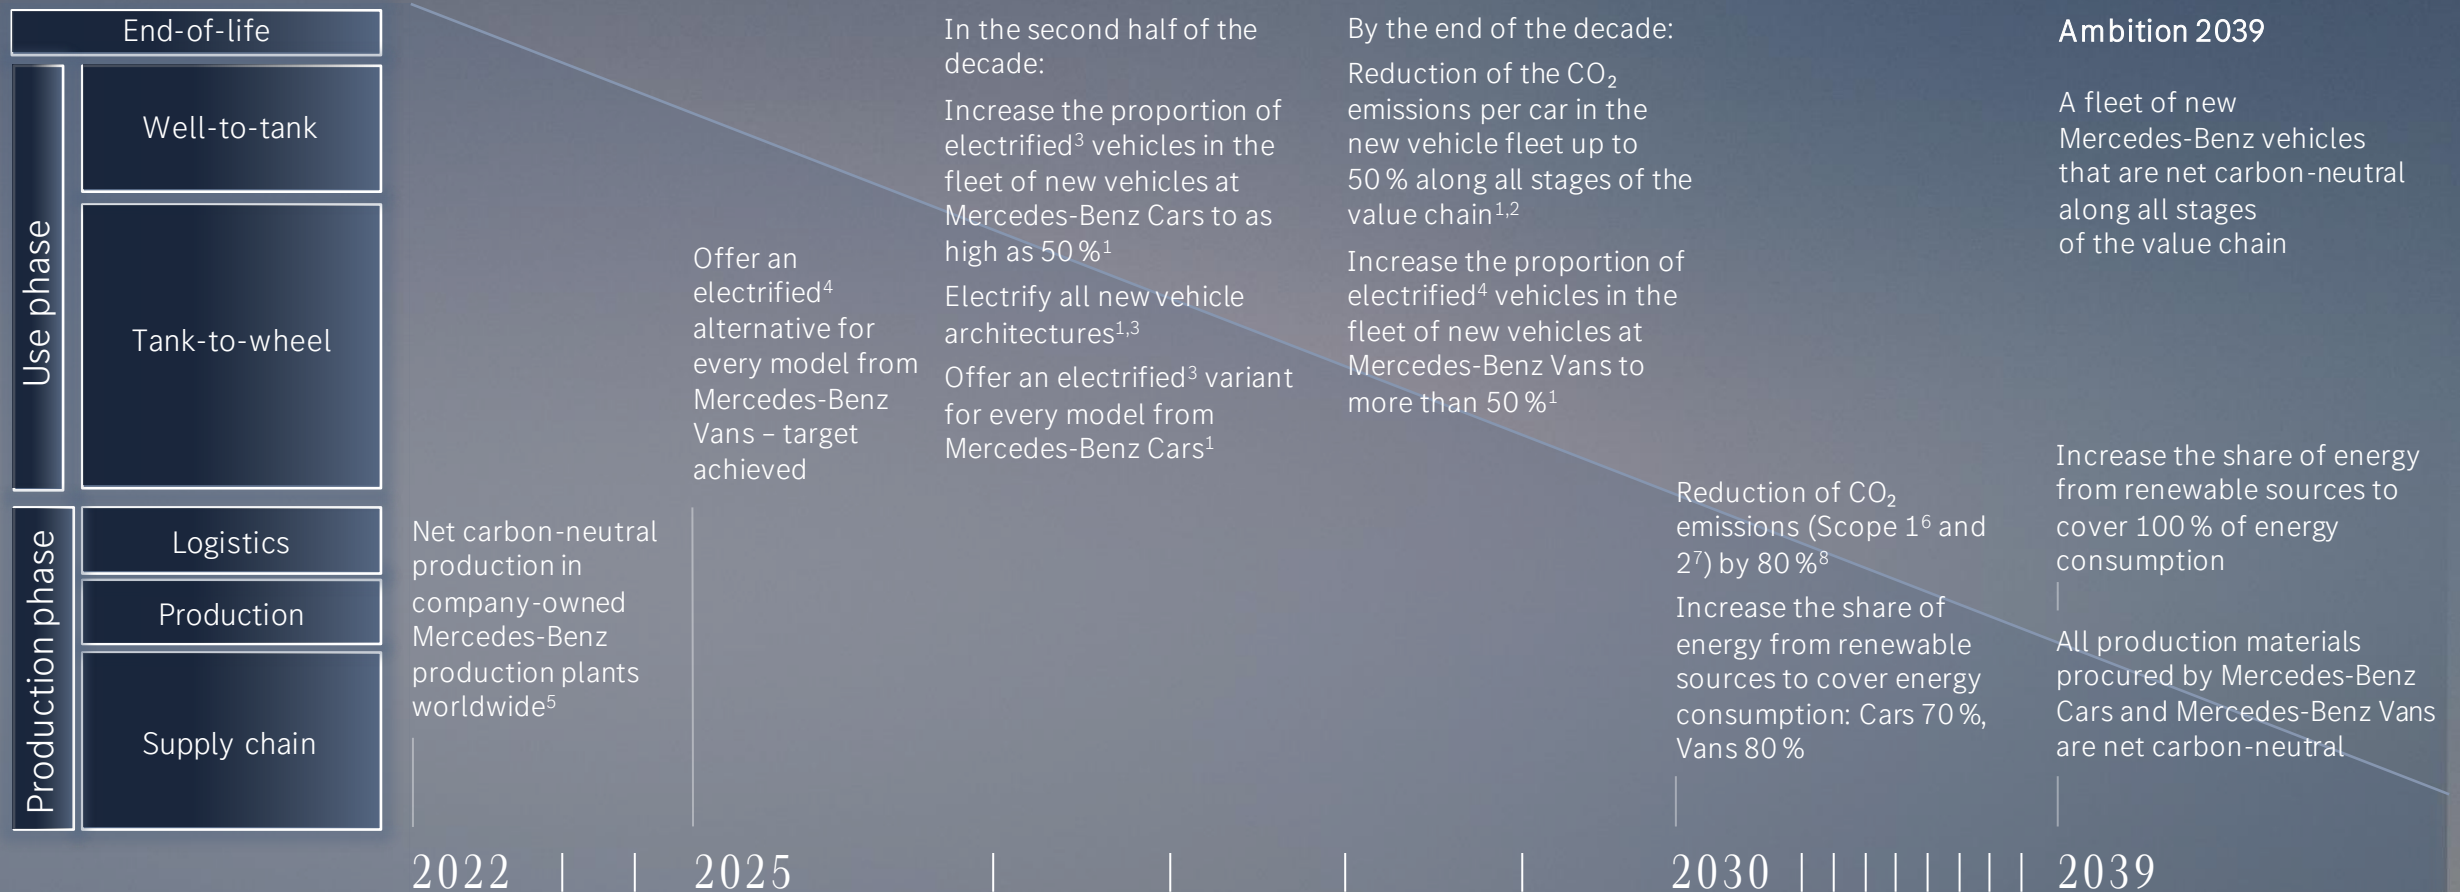 End-of-life
Use phase
Well-to-tank
Tank-to-wheel
Production phase
Logistics
Production
Supply chain
Net carbon-neutral
production in
company-owned
Mercedes-Benz
production plants
worldwide⁵
Offer an
electrified⁴
alternative for
every model from
Mercedes-Benz
Vans – target
achieved
In the second half of the
decade:
Increase the proportion of
electrified³ vehicles in the
fleet of new vehicles at
Mercedes-Benz Cars to as
high as 50 %¹
Electrify all new vehicle
architectures¹,³
Offer an electrified³ variant
for every model from
Mercedes-Benz Cars¹
By the end of the decade:
Reduction of the CO₂
emissions per car in the
new vehicle fleet up to
50 % along all stages of the
value chain¹,²
Increase the proportion of
electrified⁴ vehicles in the
fleet of new vehicles at
Mercedes-Benz Vans to
more than 50 %¹
Reduction of CO₂
emissions (Scope 1⁶ and
2⁷) by 80 %⁸
Increase the share of
energy from renewable
sources to cover energy
consumption: Cars 70 %,
Vans 80 %
Ambition 2039
A fleet of new
Mercedes-Benz vehicles
that are net carbon-neutral
along all stages
of the value chain
Increase the share of energy
from renewable sources to
cover 100 % of energy
consumption
All production materials
procured by Mercedes-Benz
Cars and Mercedes-Benz Vans
are net carbon-neutral
2022
2025
2030
2039